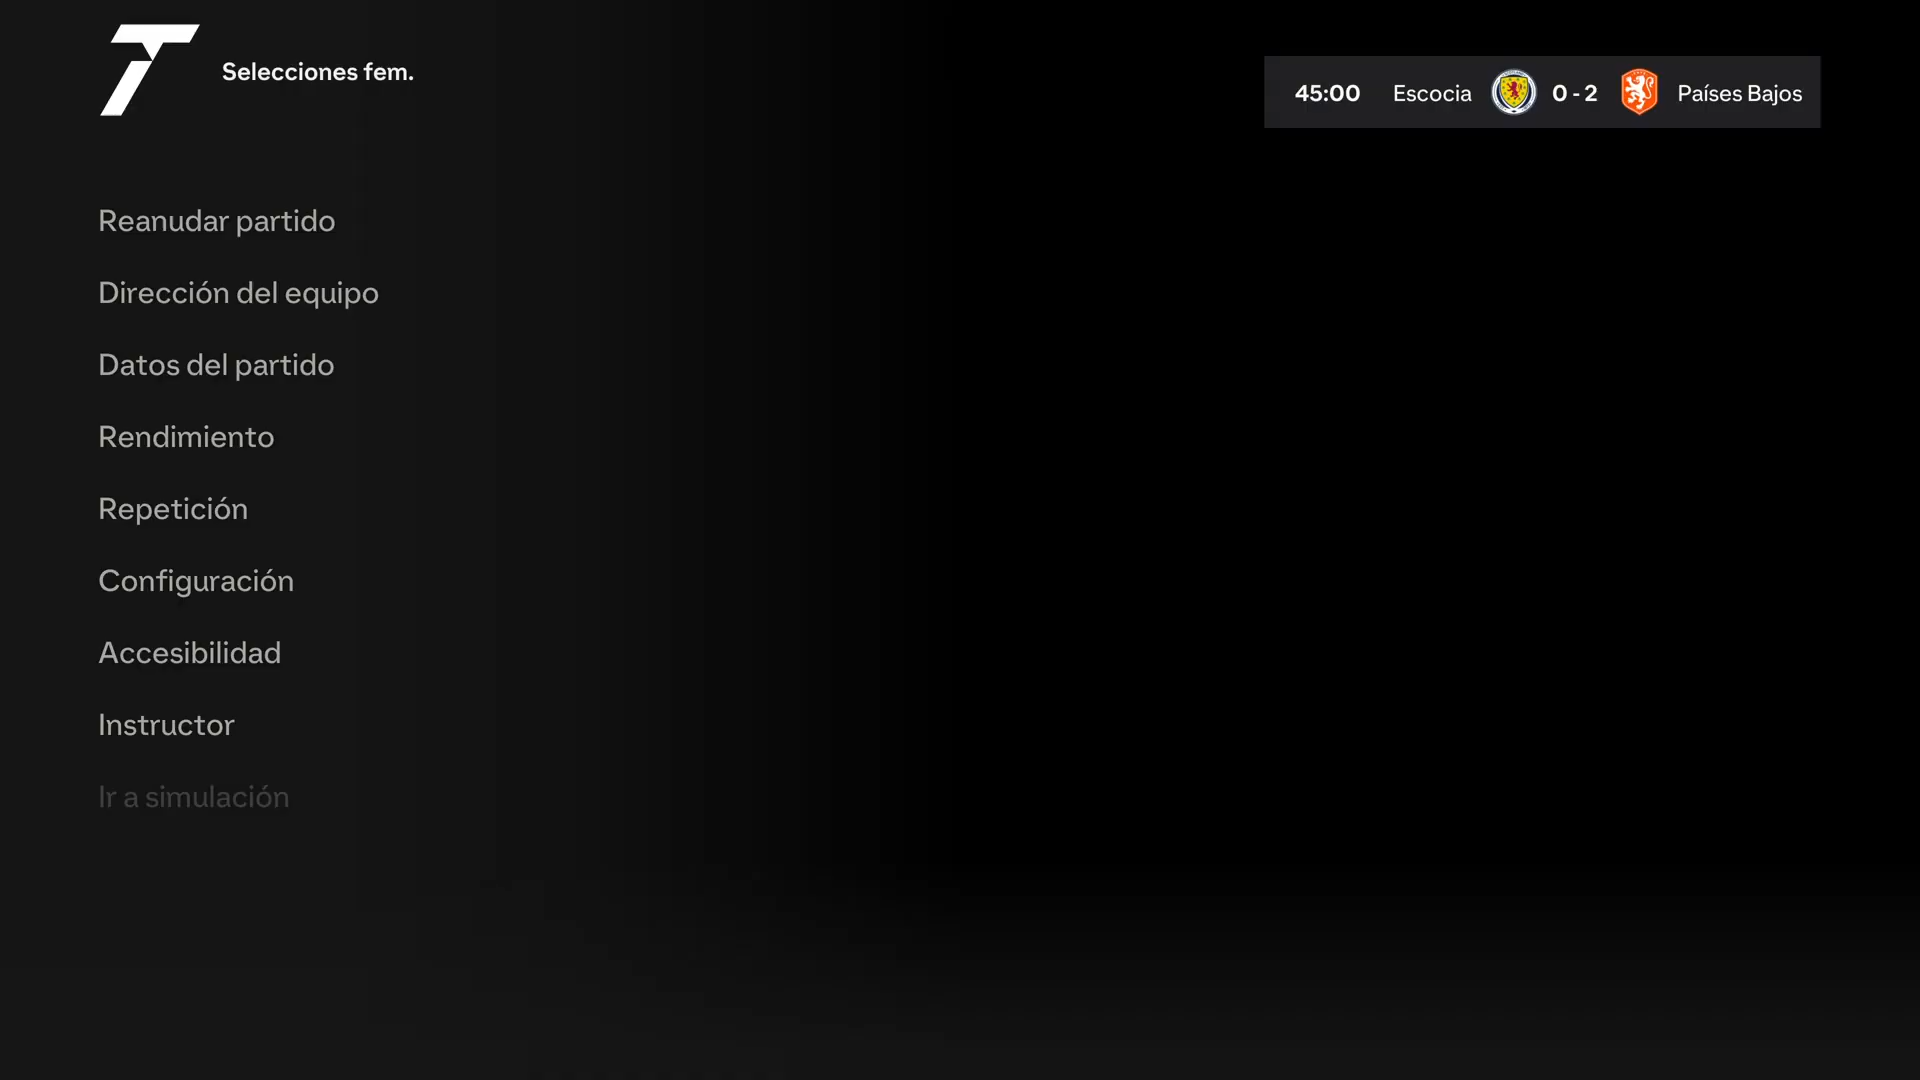 Selecciones fem.
45:00 Escocia 0 - 2 Países Bajos
Reanudar partido
Dirección del equipo
Datos del partido
Rendimiento
Repetición
Configuración
Accesibilidad
Instructor
Ir a simulación